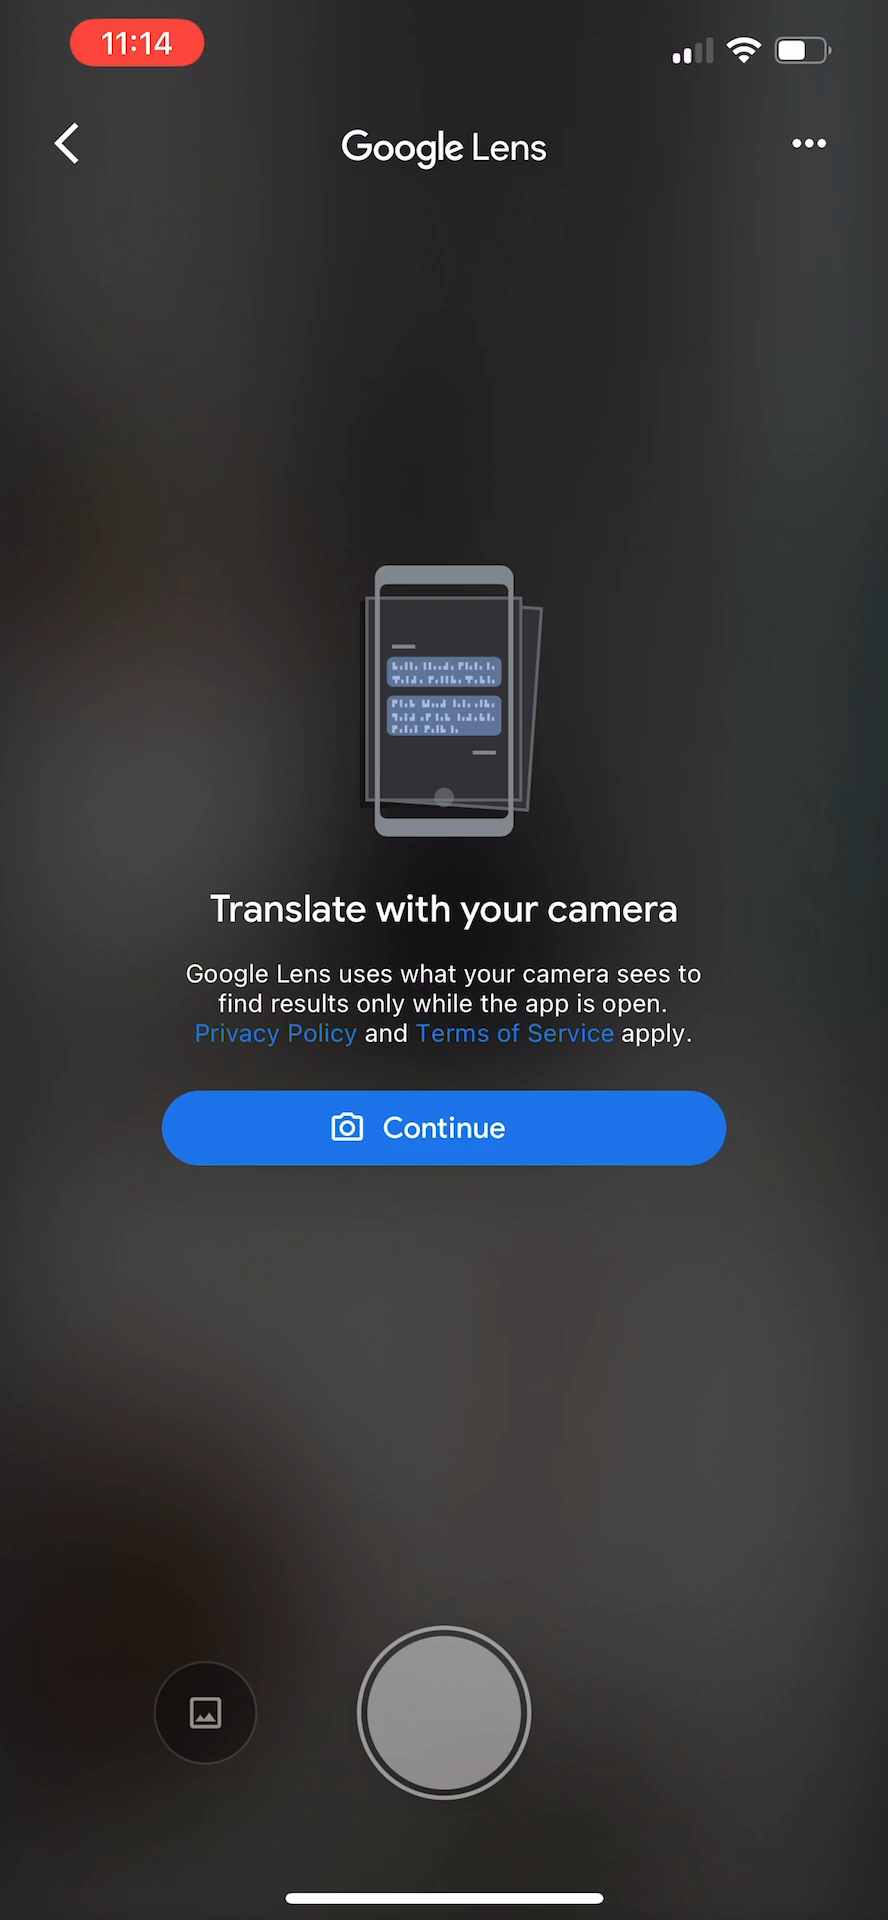 11:14
Google Lens
Translate with your camera
Google Lens uses what your camera sees to
find results only while the app is open.
Privacy Policy and Terms of Service apply.
Continue